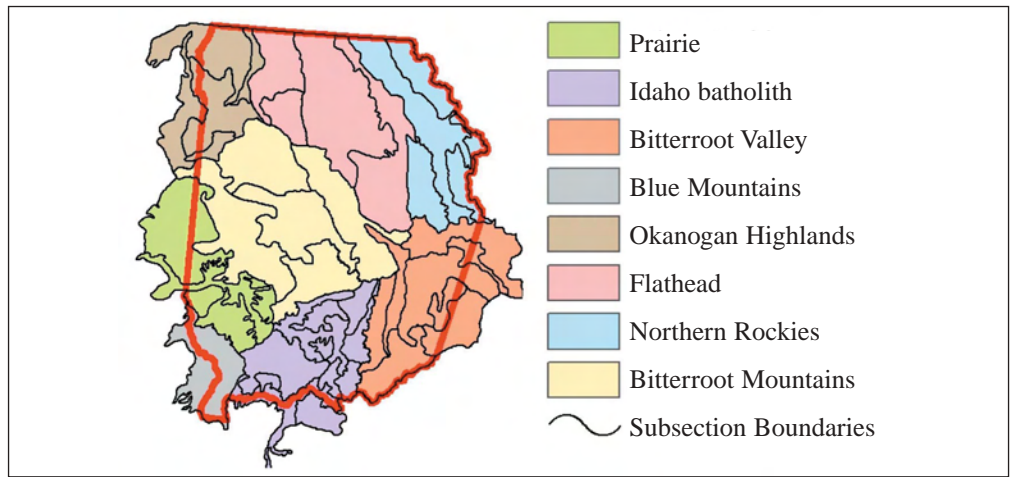 Prairie
Idaho batholith
Bitterroot Valley
Blue Mountains
Okanogan Highlands
Flathead
Northern Rockies
Bitterroot Mountains
Subsection Boundaries